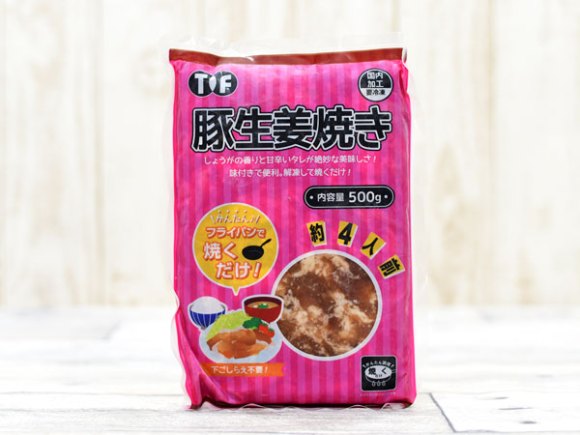 TF
国内
加工
要冷凍
豚生姜焼き
しょうがの香りと甘辛いタレが絶妙な美味しさ!
味付きで便利。解凍して焼くだけ!
内容量 500g
かんたん!
フライパンで
焼く
だけ!
約4人前
下ごしらえ不要!
焼く